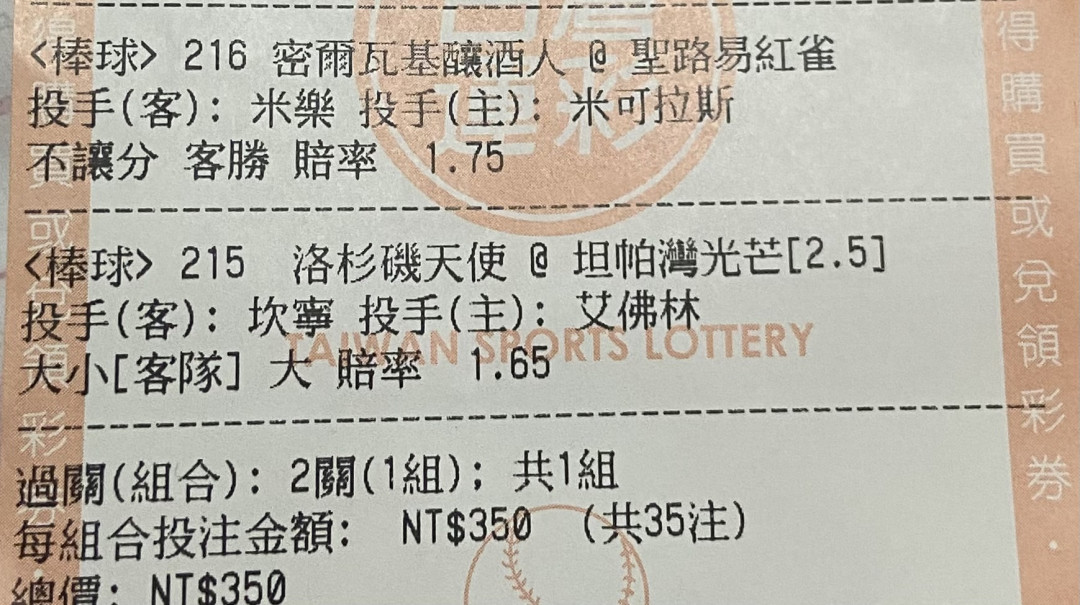 <棒球> 216 密爾瓦基釀酒人 @ 聖路易紅雀
投手(客): 米樂 投手(主): 米可拉斯
不讓分 客勝 賠率 1.75
<棒球> 215 洛杉磯天使 @ 坦帕灣光芒[2.5]
投手(客): 坎寧 投手(主): 艾佛林
TAIWAN SPORTS LOTTERY
大小[客隊] 大 賠率 1.65
過關(組合): 2關(1組); 共1組
每組合投注金額: NT$350 (共35注)
總價: NT$350
得購買或兌領彩券.